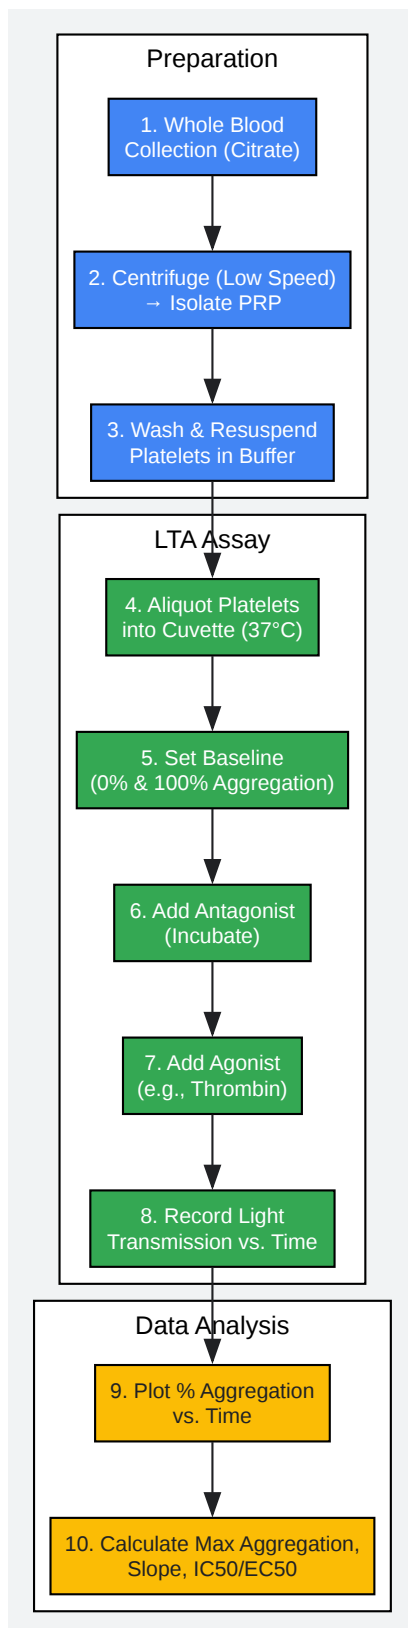 Preparation
1. Whole Blood
Collection (Citrate)
2. Centrifuge (Low Speed)
→ Isolate PRP
3. Wash & Resuspend
Platelets in Buffer
LTA Assay
4. Aliquot Platelets
into Cuvette (37°C)
5. Set Baseline
(0% & 100% Aggregation)
6. Add Antagonist
(Incubate)
7. Add Agonist
(e.g., Thrombin)
8. Record Light
Transmission vs. Time
Data Analysis
9. Plot % Aggregation
vs. Time
10. Calculate Max Aggregation,
Slope, IC50/EC50